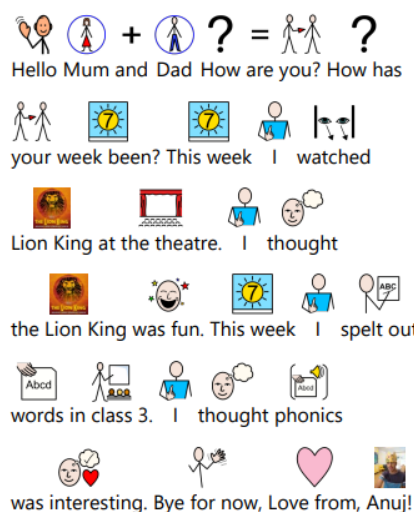 Hello Mum and Dad How are you? How has
your week been? This week I watched
Lion King at the theatre. I thought
the Lion King was fun. This week I spelt out
words in class 3. I thought phonics
was interesting. Bye for now, Love from, Anuj!